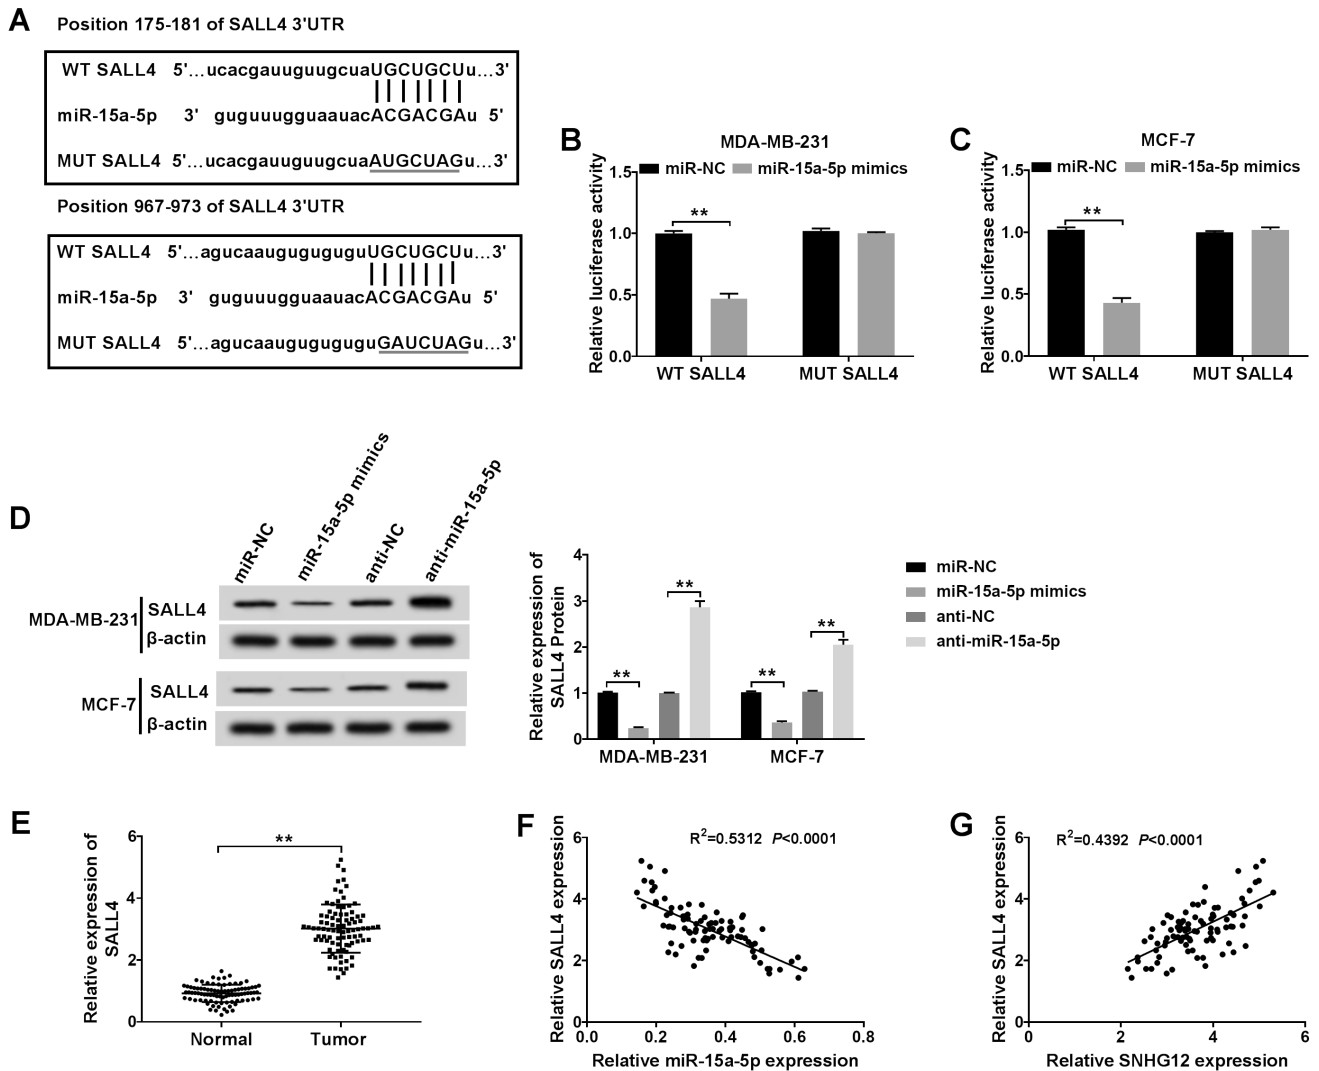 A
Position 175-181 of SALL4 3'UTR
WT SALL4 5'...ucacgauuguugcuaUGCUGCUu...3'
miR-15a-5p 3' guguuugguaauacACGACGAu 5'
MUT SALL4 5'...ucacgauuguugcuaAUGCUAGu...3'
Position 967-973 of SALL4 3'UTR
WT SALL4 5'...agucaauguguguguUGCUGCUu...3'
miR-15a-5p 3' guguuugguaauacACGACGAu 5'
MUT SALL4 5'...agucaauguguguguGAUCUAGu...3'
B
MDA-MB-231
miR-NC miR-15a-5p mimics
Relative luciferase activity
1.5
1.0
0.5
0.0
**
WT SALL4 MUT SALL4
C
MCF-7
miR-NC miR-15a-5p mimics
Relative luciferase activity
1.5
1.0
0.5
0.0
**
WT SALL4 MUT SALL4
D
miR-NC
miR-15a-5p mimics
anti-NC
anti-miR-15a-5p
MDA-MB-231
SALL4
β-actin
MCF-7
SALL4
β-actin
Relative expression of
SALL4 Protein
4
3
2
1
0
**
**
**
**
MDA-MB-231 MCF-7
miR-NC
miR-15a-5p mimics
anti-NC
anti-miR-15a-5p
E
Relative expression of
SALL4
6
4
2
0
**
Normal Tumor
F
R²=0.5312 P<0.0001
Relative SALL4 expression
6
4
2
0
0.0 0.2 0.4 0.6 0.8
Relative miR-15a-5p expression
G
R²=0.4392 P<0.0001
Relative SALL4 expression
6
4
2
0
0 2 4 6
Relative SNHG12 expression